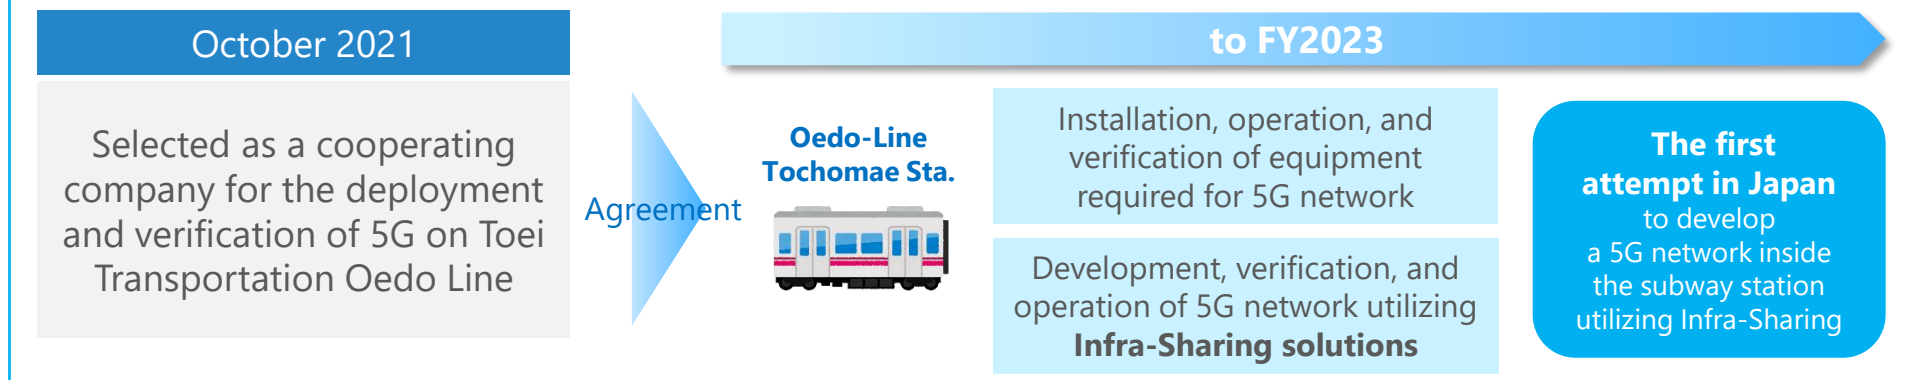 October 2021
Selected as a cooperating
company for the deployment
and verification of 5G on Toei
Transportation Oedo Line
Agreement
to FY2023
Oedo-Line
Tochomae Sta.
Installation, operation, and
verification of equipment
required for 5G network
Development, verification, and
operation of 5G network utilizing
Infra-Sharing solutions
The first
attempt in Japan
to develop
a 5G network inside
the subway station
utilizing Infra-Sharing